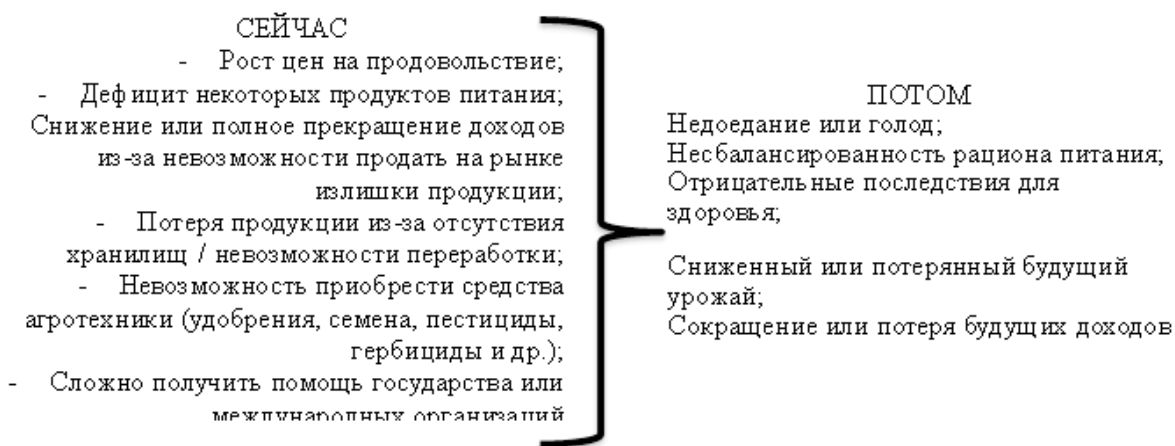 СЕЙЧАС
- Рост цен на продовольствие;
- Дефицит некоторых продуктов питания;
Снижение или полное прекращение доходов
из-за невозможности продать на рынке
излишки продукции;
- Потеря продукции из-за отсутствия
хранилищ / невозможности переработки;
- Невозможность приобрести средства
агротехники (удобрения, семена, пестициды,
гербициды и др.);
- Сложно получить помощь государства или
международных организаций
ПОТОМ
Недоедание или голод;
Несбалансированность рациона питания;
Отрицательные последствия для
здоровья;
Сниженный или потерянный будущий
урожай;
Сокращение или потеря будущих доходов